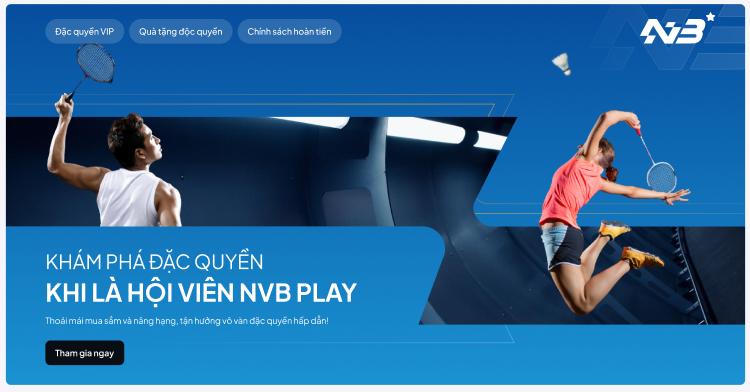 Đặc quyền VIP
Quà tặng độc quyền
Chính sách hoàn tiền
NVB
KHÁM PHÁ ĐẶC QUYỀN
KHI LÀ HỘI VIÊN NVB PLAY
Thoải mái mua sắm và nâng hạng, tận hưởng vô vàn đặc quyền hấp dẫn!
Tham gia ngay